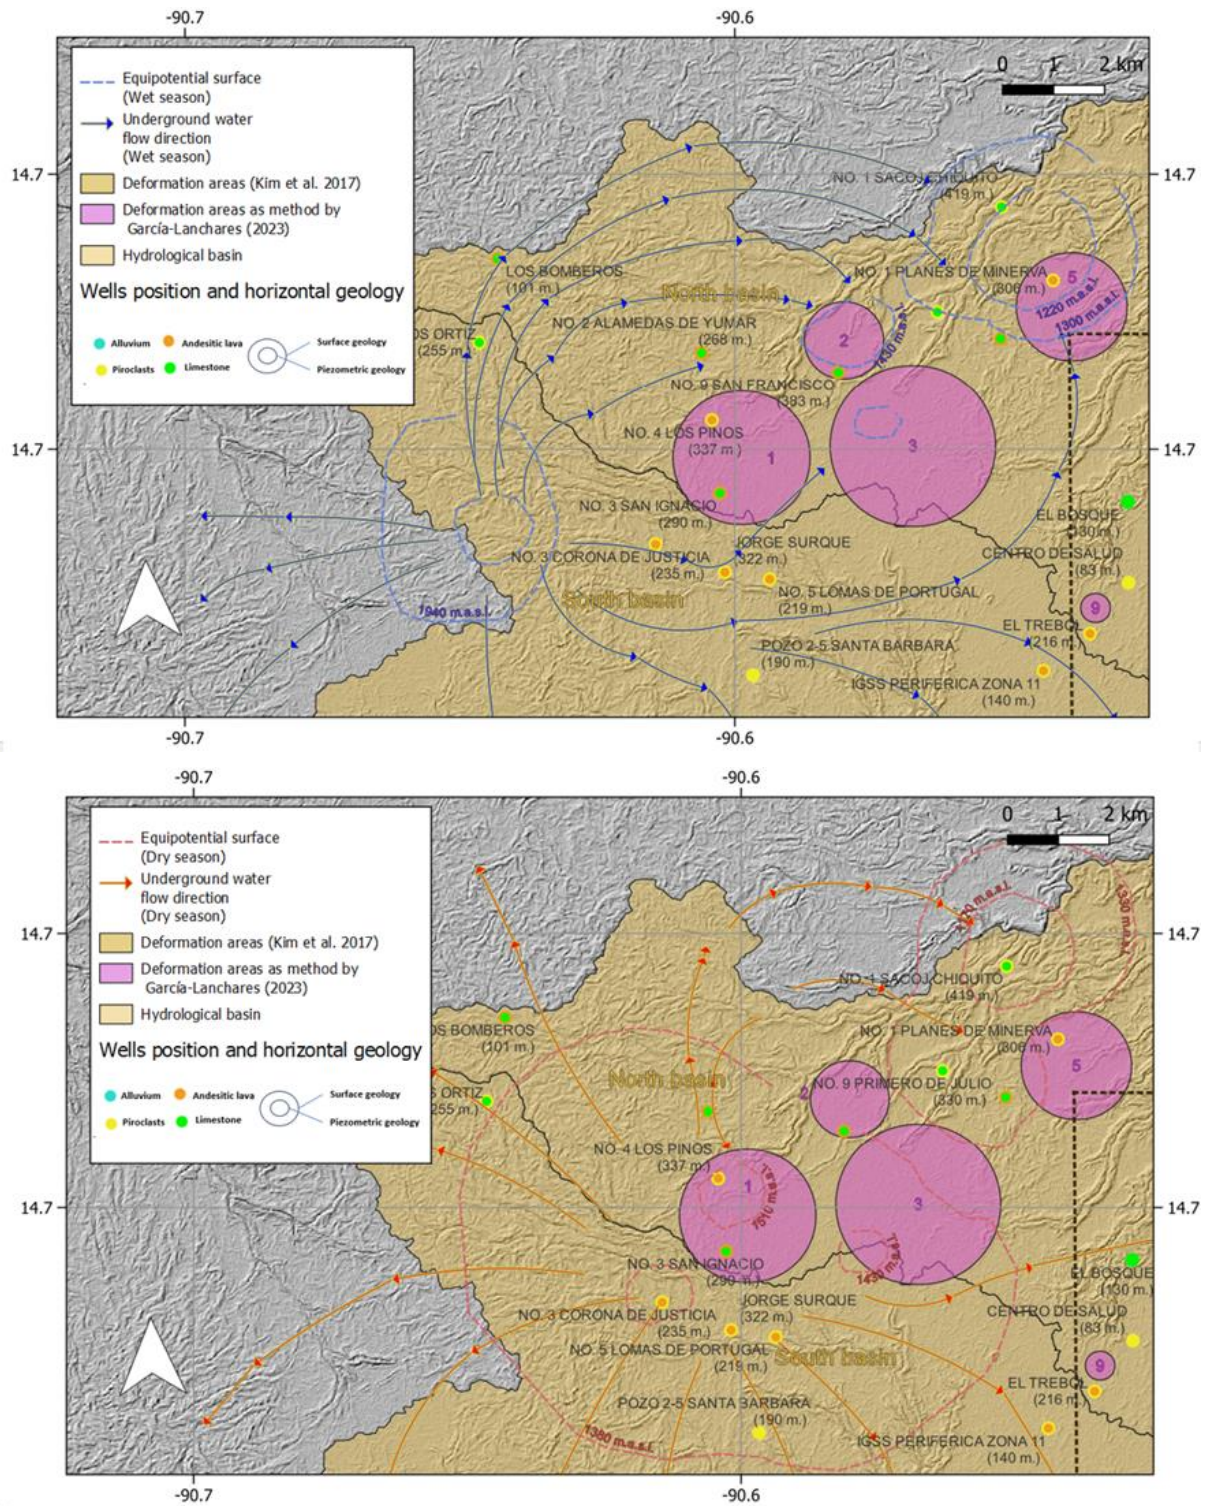 -90.7
-90.6
0 1 2 km
Equipotential surface
(Wet season)
Underground water
flow direction
(Wet season)
Deformation areas (Kim et al. 2017)
Deformation areas as method by
García-Lanchares (2023)
Hydrological basin
Wells position and horizontal geology
Alluvium
Andesitic lava
Surface geology
Piroclasts
Limestone
Piezometric geology
14.7
14.7
NO. 1 SACOJ CHIQUITO
(419 m.)
LOS BOMBEROS
(101 m.)
NO. 1 PLANES DE MINERVA
(306 m.)
5
North basin
1220 m.a.s.l.
1300 m.a.s.l.
OS ORTIZ
(255 m.)
NO. 2 ALAMEDAS DE YUMAR
(268 m.)
2
1430 m.a.s.l.
NO. 9 SAN FRANCISCO
(383 m.)
NO. 4 LOS PINOS
(337 m.)
1
3
14.7
14.7
NO. 3 SAN IGNACIO
(290 m.)
EL BOSQUE
(130 m.)
NO. 3 CORONA DE JUSTICIA
(235 m.)
JORGE SURQUE
322 m.)
CENTRO DE SALUD
(83 m.)
NO. 5 LOMAS DE PORTUGAL
(219 m.)
South basin
1940 m.a.s.l.
9
EL TREBOL
(216 m.)
POZO 2-5 SANTA BARBARA
(190 m.)
IGSS PERIFERICA ZONA 11
(140 m.)
-90.7
-90.6
-90.7
-90.6
0 1 2 km
Equipotential surface
(Dry season)
Underground water
flow direction
(Dry season)
Deformation areas (Kim et al. 2017)
Deformation areas as method by
García-Lanchares (2023)
Hydrological basin
Wells position and horizontal geology
Alluvium
Andesitic lava
Surface geology
Piroclasts
Limestone
Piezometric geology
1330 m.a.s.l.
14.7
14.7
NO. 1 SACOJ CHIQUITO
(419 m.)
OS BOMBEROS
(101 m.)
NO. 1 PLANES DE MINERVA
(306 m.)
5
North basin
S ORTIZ
255 m.)
2
NO. 9 PRIMERO DE JULIO
(330 m.)
NO. 4 LOS PINOS
(337 m.)
1
1510 m.a.s.l.
3
14.7
14.7
NO. 3 SAN IGNACIO
(290 m.)
1430 m.a.s.l.
EL BOSQUE
(130 m.)
NO. 3 CORONA DE JUSTICIA
(235 m.)
JORGE SURQUE
(322 m.)
CENTRO DE SALUD
(83 m.)
NO. 5 LOMAS DE PORTUGAL
(219 m.)
South basin
9
EL TREBOL
(216 m.)
POZO 2-5 SANTA BARBARA
(190 m.)
1380 m.a.s.l.
IGSS PERIFERICA ZONA 11
(140 m.)
-90.7
-90.6